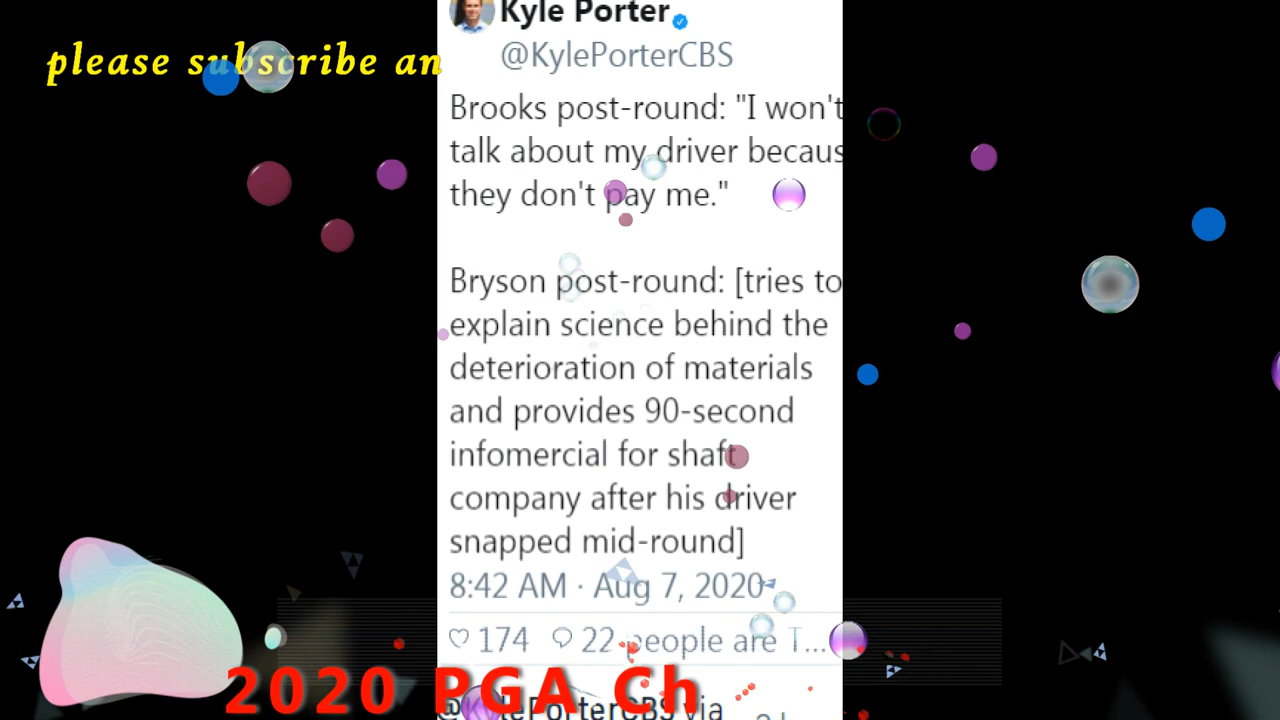 please subscribe an
Kyle Porter
@KylePorterCBS
Brooks post-round: "I won't
talk about my driver becaus
they don't pay me."
Bryson post-round: [tries to
explain science behind the
deterioration of materials
and provides 90-second
infomercial for shaft
company after his driver
snapped mid-round]
8:42 AM · Aug 7, 2020
174 22 people are T...
2020 PGA Ch
via